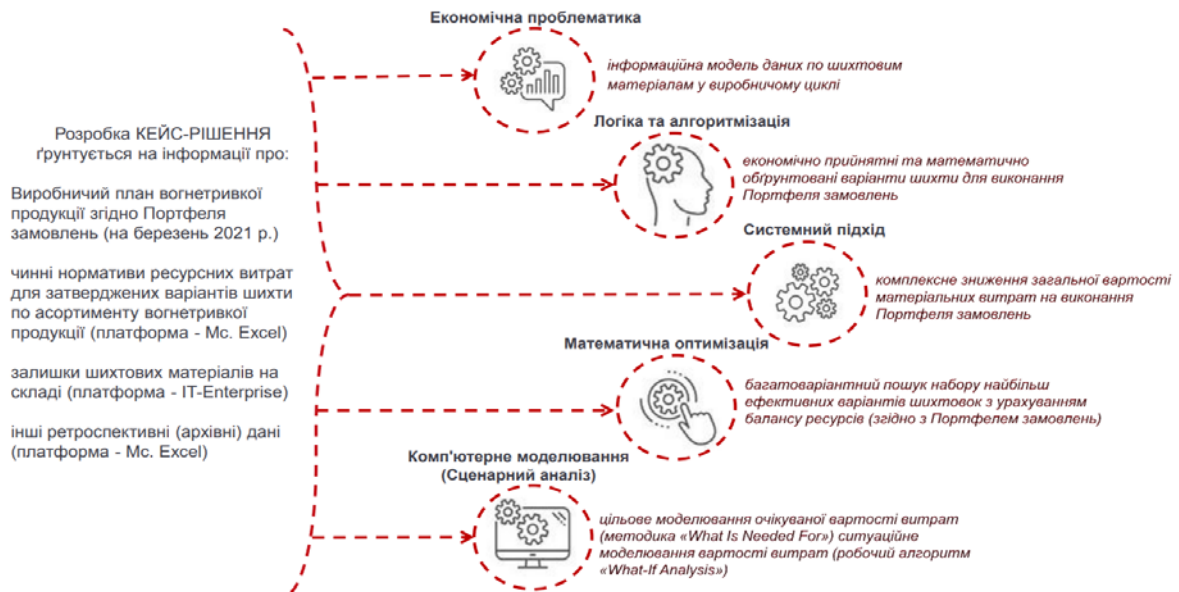 Розробка КЕЙС-РІШЕННЯ
ґрунтується на інформації про:
Виробничий план вогнетривкої
продукції згідно Портфеля
замовлень (на березень 2021 р.)
чинні нормативи ресурсних витрат
для затверджених варіантів шихти
по асортименту вогнетривкої
продукції (платформа - Мс. Excel)
залишки шихтових матеріалів на
складі (платформа - IT-Enterprise)
інші ретроспективні (архівні) дані
(платформа - Мс. Excel)
Економічна проблематика
інформаційна модель даних по шихтовим
матеріалам у виробничому циклі
Логіка та алгоритмізація
економічно прийнятні та математично
обґрунтовані варіанти шихти для виконання
Портфеля замовлень
Системний підхід
комплексне зниження загальної вартості
матеріальних витрат на виконання
Портфеля замовлень
Математична оптимізація
багатоваріантний пошук набору найбільш
ефективних варіантів шихтовок з урахуванням
балансу ресурсів (згідно з Портфелем замовлень)
Комп'ютерне моделювання
(Сценарний аналіз)
цільове моделювання очікуваної вартості витрат
(методика «What Is Needed For») ситуаційне
моделювання вартості витрат (робочий алгоритм
«What-If Analysis»)